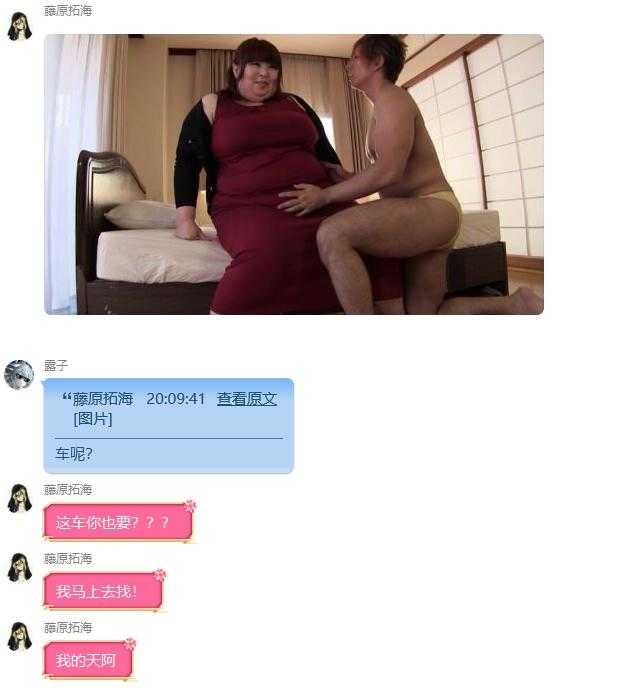 藤原拓海
露子
“藤原拓海 20:09:41 查看原文
[图片]
车呢？
藤原拓海
这车你也要？？？
藤原拓海
我马上去找！
藤原拓海
我的天阿